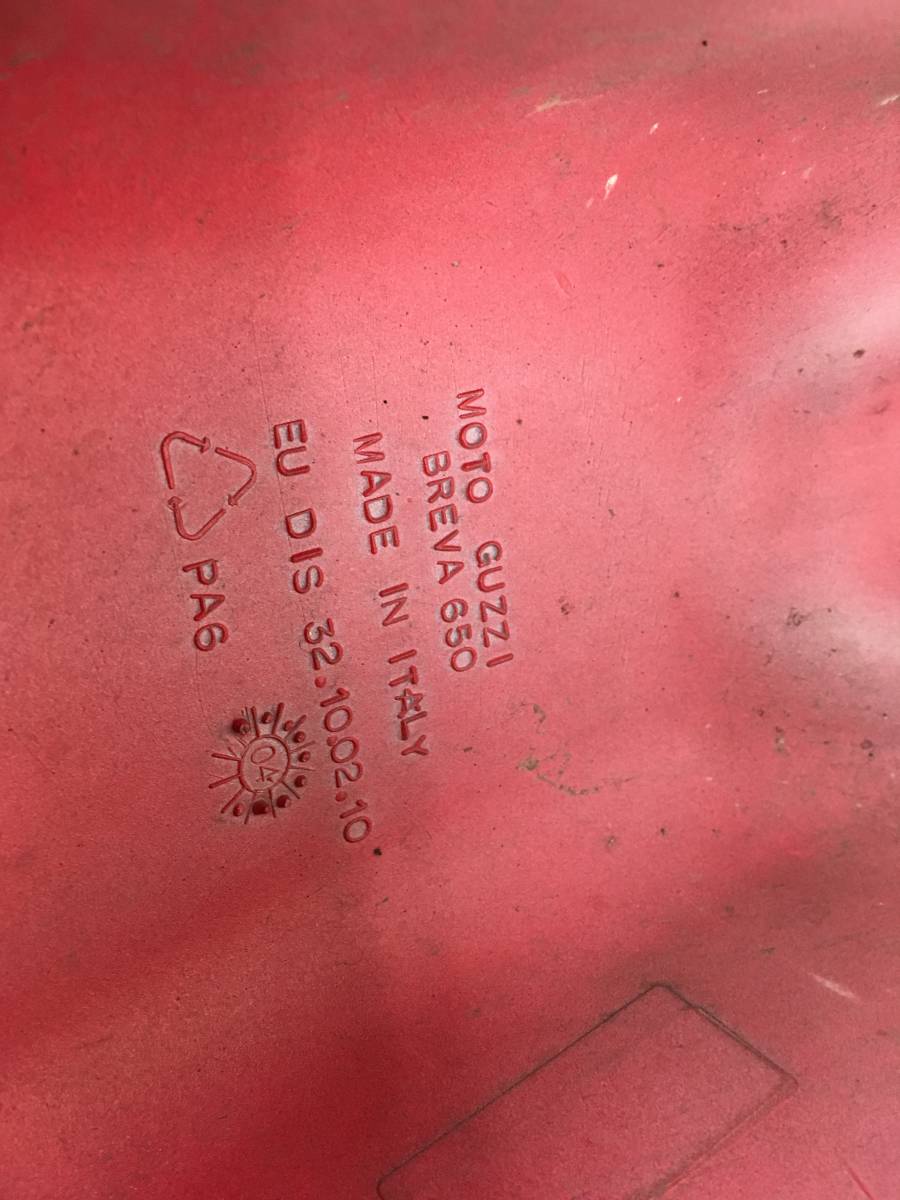 MOTO GUZZI
BREVA 650
MADE IN ITALY
EU DIS 32.10.02.10
PA6
04